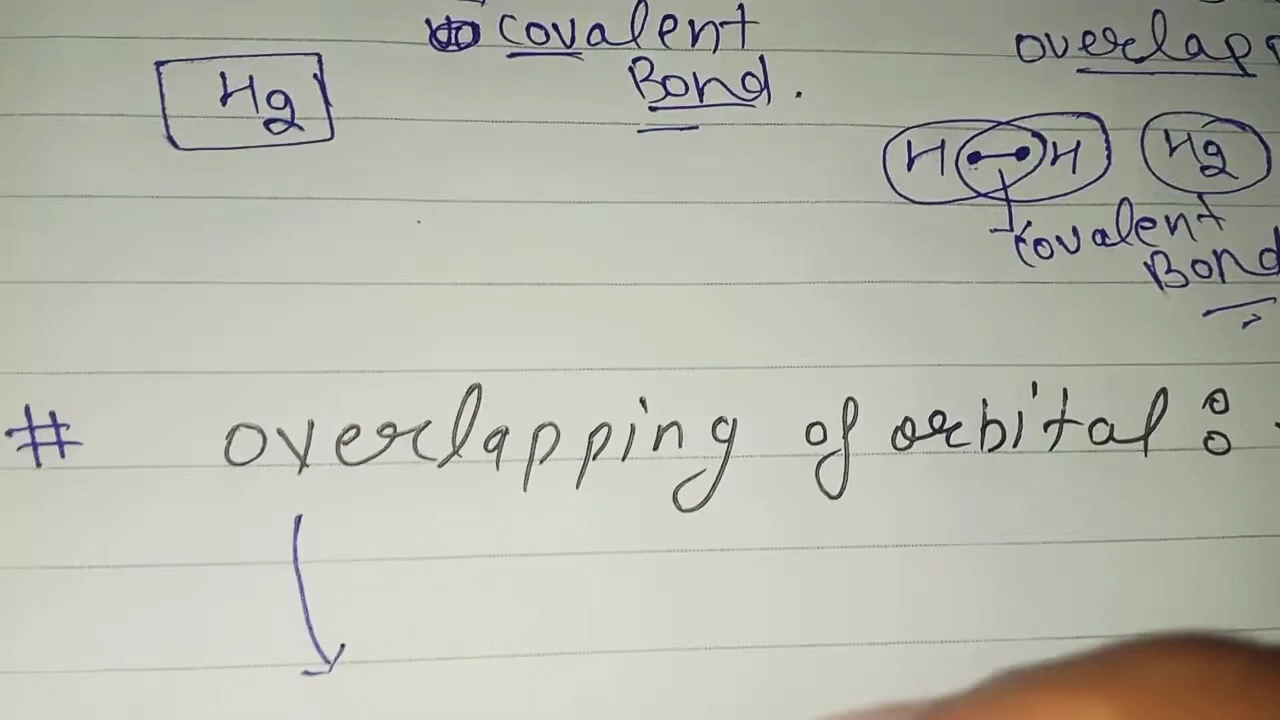 covalent
Bond.
H2
overlap
H H H2
covalent
Bond
# overlapping of orbital :